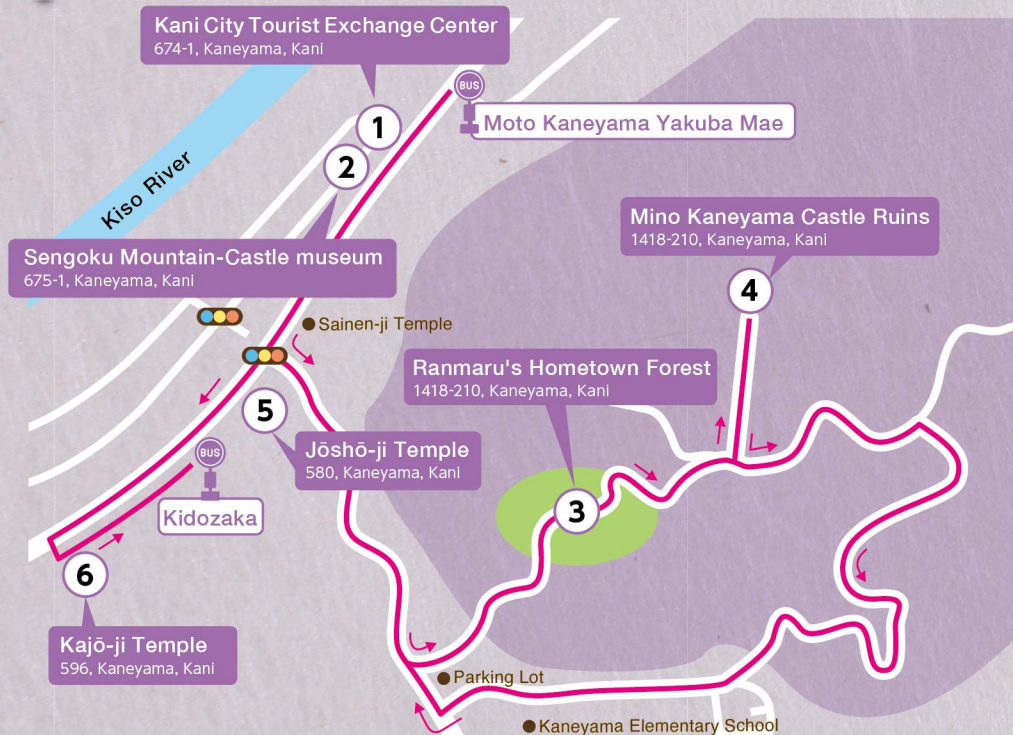 Kani City Tourist Exchange Center
674-1, Kaneyama, Kani
BUS
1
Moto Kaneyama Yakuba Mae
2
Kiso River
Mino Kaneyama Castle Ruins
1418-210, Kaneyama, Kani
Sengoku Mountain-Castle museum
675-1, Kaneyama, Kani
4
Sainen-ji Temple
Ranmaru's Hometown Forest
1418-210, Kaneyama, Kani
5
Jōshō-ji Temple
580, Kaneyama, Kani
BUS
Kidozaka
3
6
Kajō-ji Temple
596, Kaneyama, Kani
Parking Lot
Kaneyama Elementary School